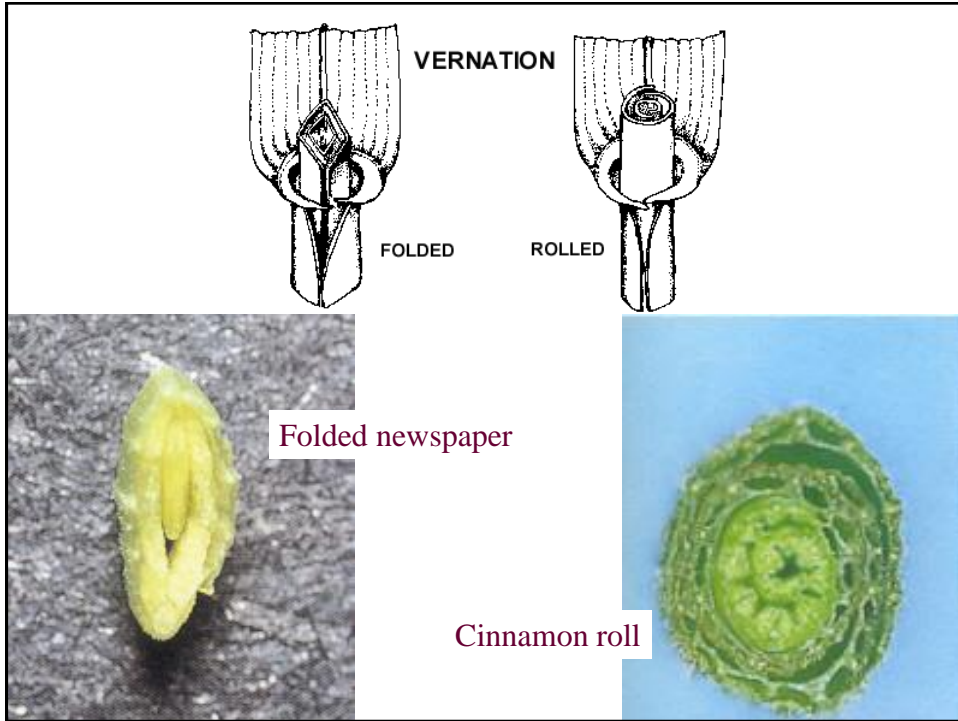 VERNATION
FOLDED
ROLLED
Folded newspaper
Cinnamon roll